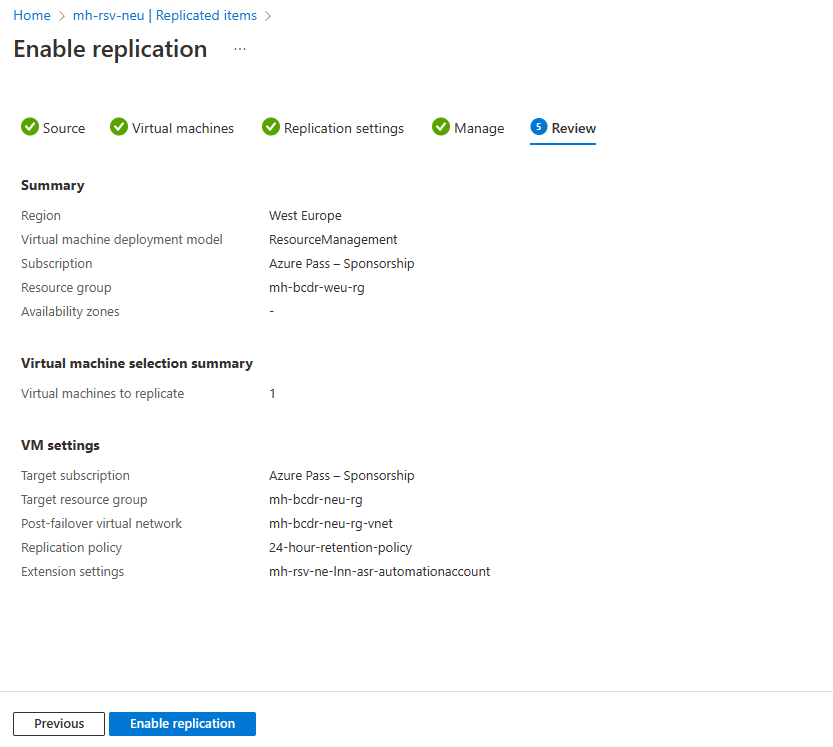 Home > mh-rsv-neu | Replicated items >
Enable replication ...
Source Virtual machines Replication settings Manage 5 Review
Summary
Region West Europe
Virtual machine deployment model ResourceManagement
Subscription Azure Pass – Sponsorship
Resource group mh-bcdr-weu-rg
Availability zones -
Virtual machine selection summary
Virtual machines to replicate 1
VM settings
Target subscription Azure Pass – Sponsorship
Target resource group mh-bcdr-neu-rg
Post-failover virtual network mh-bcdr-neu-rg-vnet
Replication policy 24-hour-retention-policy
Extension settings mh-rsv-ne-lnn-asr-automationaccount
Previous Enable replication